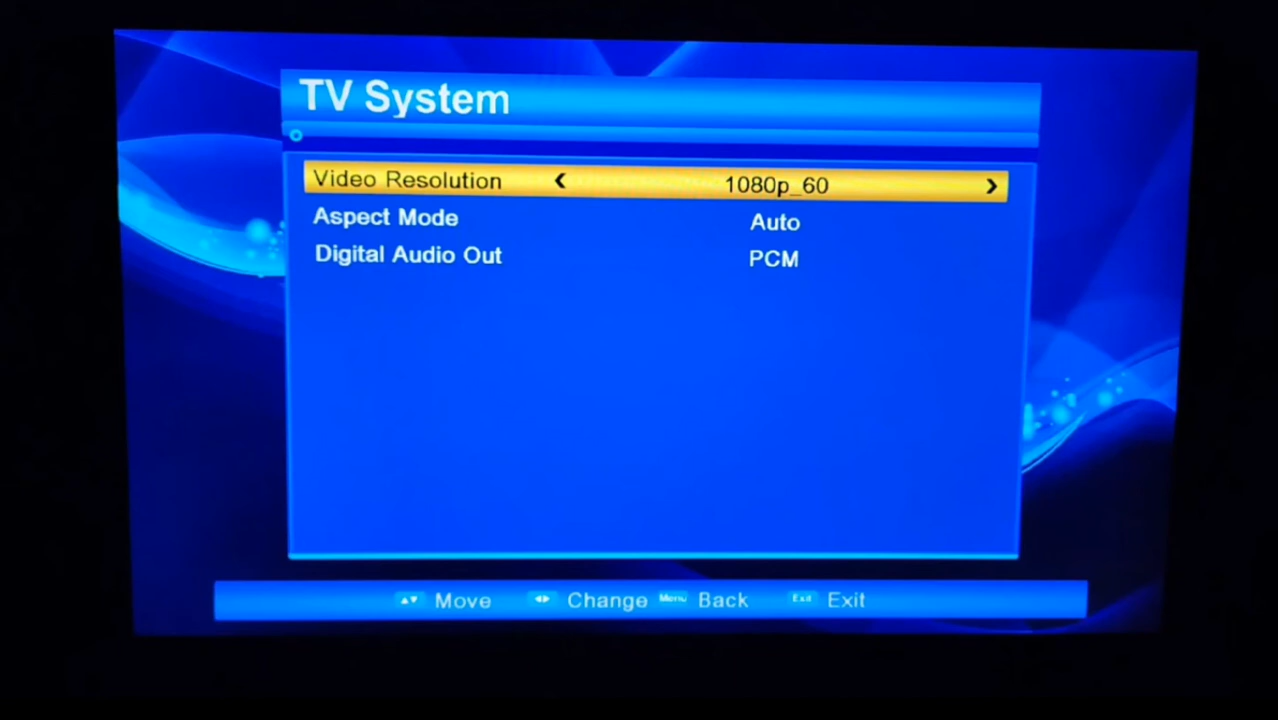 TV System
Video Resolution 1080p_60
Aspect Mode Auto
Digital Audio Out PCM
Move Change Menu Back Exit Exit